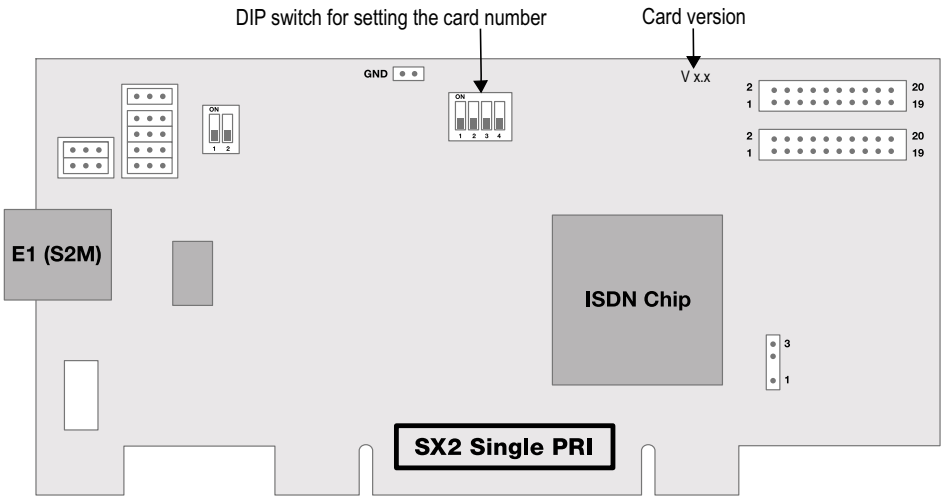 DIP switch for setting the card number
Card version
GND
V x.x
ON
1 2
ON
1 2 3 4
2 20
1 19
2 20
1 19
E1 (S2M)
ISDN Chip
3
1
SX2 Single PRI